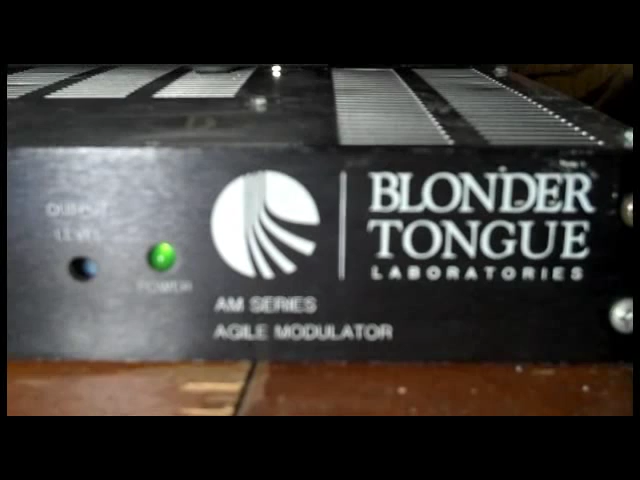 OUTPUT
LEVEL
POWER
BLONDER
TONGUE
LABORATORIES
AM SERIES
AGILE MODULATOR